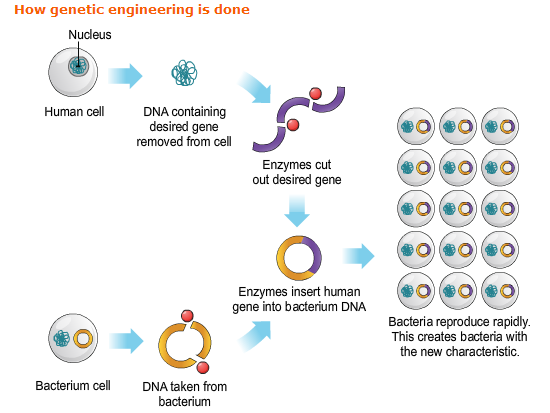 How genetic engineering is done
Nucleus
Human cell
DNA containing
desired gene
removed from cell
Enzymes cut
out desired gene
Enzymes insert human
gene into bacterium DNA
Bacteria reproduce rapidly.
This creates bacteria with
the new characteristic.
Bacterium cell
DNA taken from
bacterium